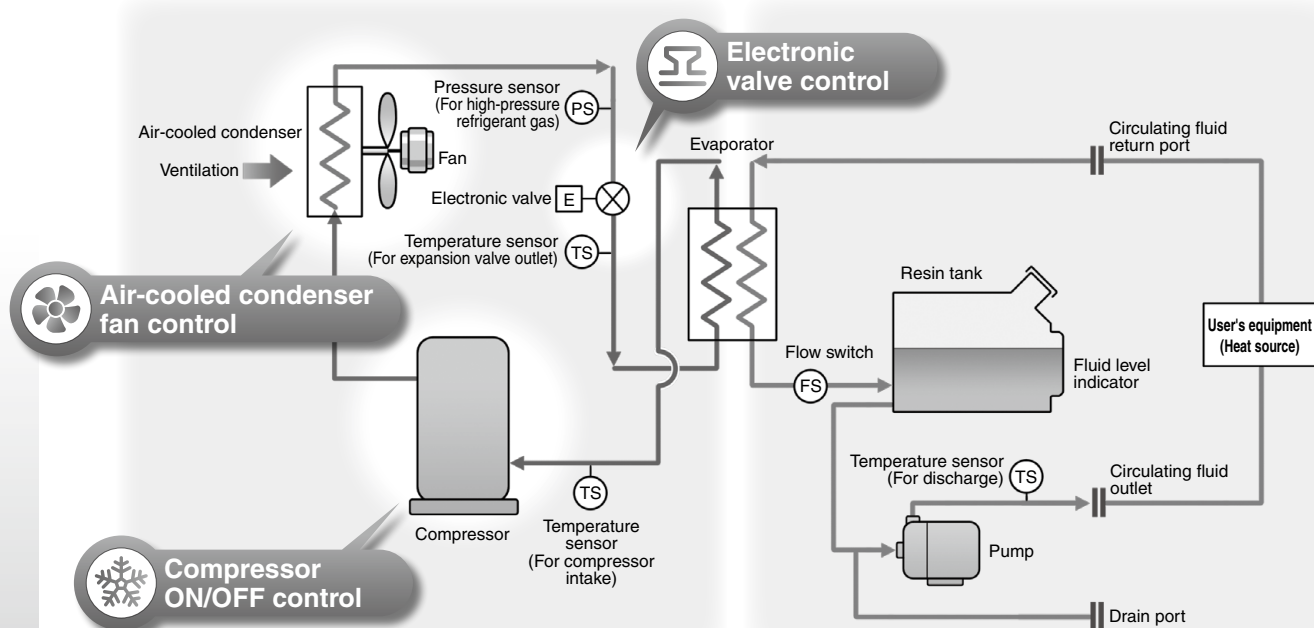 Electronic
valve control
Pressure sensor
(For high-pressure
refrigerant gas)
PS
Air-cooled condenser
Ventilation
Fan
Evaporator
Circulating fluid
return port
Electronic valve
E
Temperature sensor
(For expansion valve outlet)
TS
Air-cooled condenser
fan control
Resin tank
User's equipment
(Heat source)
Flow switch
FS
Fluid level
indicator
Temperature sensor
(For discharge)
TS
Circulating fluid
outlet
TS
Compressor
Temperature
sensor
(For compressor
intake)
Pump
Compressor
ON/OFF control
Drain port